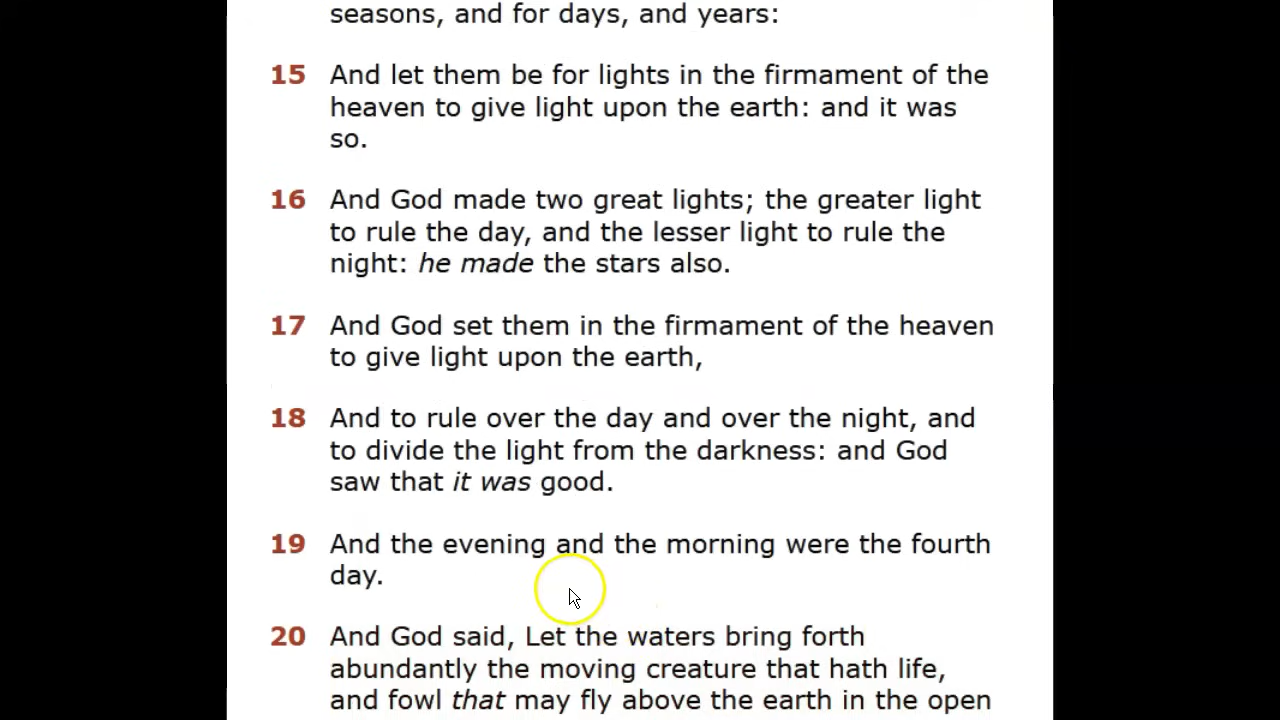 seasons, and for days, and years:
15 And let them be for lights in the firmament of the
heaven to give light upon the earth: and it was
so.
16 And God made two great lights; the greater light
to rule the day, and the lesser light to rule the
night: he made the stars also.
17 And God set them in the firmament of the heaven
to give light upon the earth,
18 And to rule over the day and over the night, and
to divide the light from the darkness: and God
saw that it was good.
19 And the evening and the morning were the fourth
day.
20 And God said, Let the waters bring forth
abundantly the moving creature that hath life,
and fowl that may fly above the earth in the open